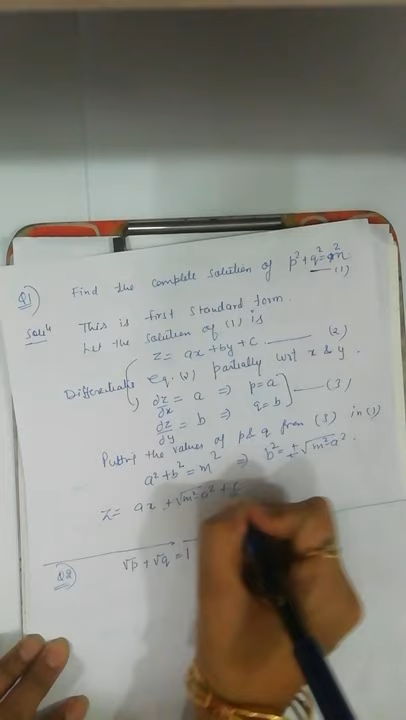 Q1) Find the complete solution of p² + q² = m² —(1)
Solⁿ This is first standard form.
Let the solution of (1) is
z = ax + by + c. —— (2)
Differentiate eq. (2) partially wrt x & y.
∂z/∂x = a ⇒ p = a
∂z/∂y = b ⇒ q = b —(3)
Putting the values of p & q from (3) in (1)
a² + b² = m² ⇒ b² = ±√m² a².
z = ax ± √m² - a² + c
Q2) √p + √q = 1